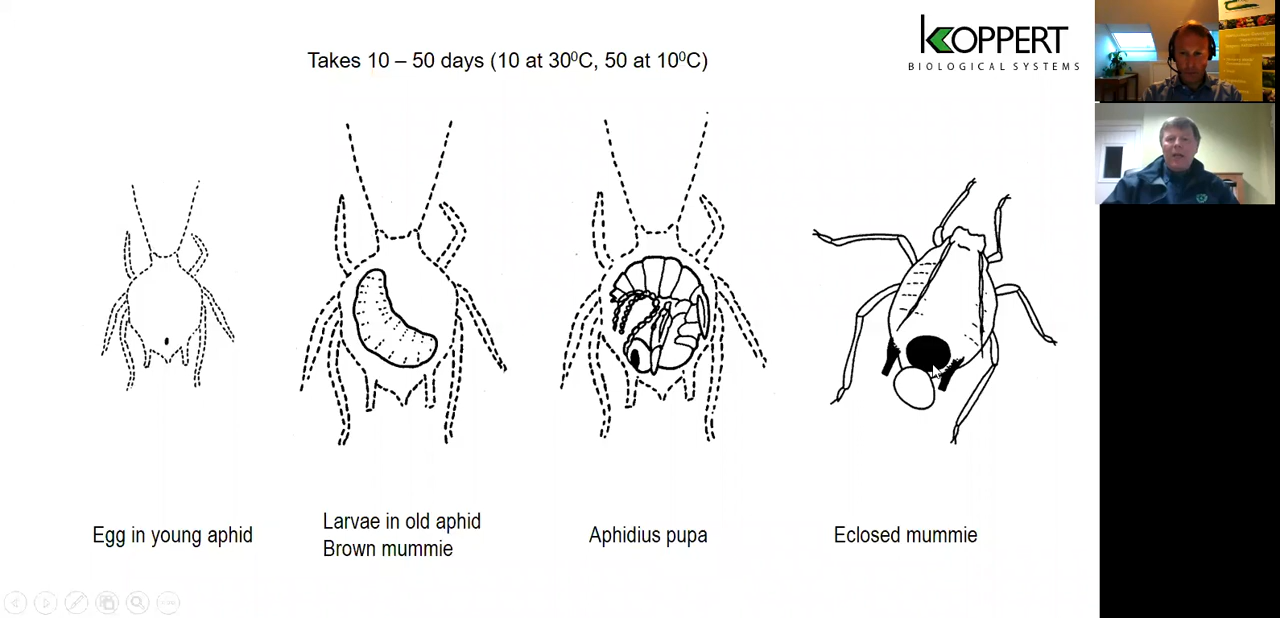 Takes 10 – 50 days (10 at 30⁰C, 50 at 10⁰C)
KOPPERT
BIOLOGICAL SYSTEMS
Egg in young aphid
Larvae in old aphid
Brown mummie
Aphidius pupa
Eclosed mummie